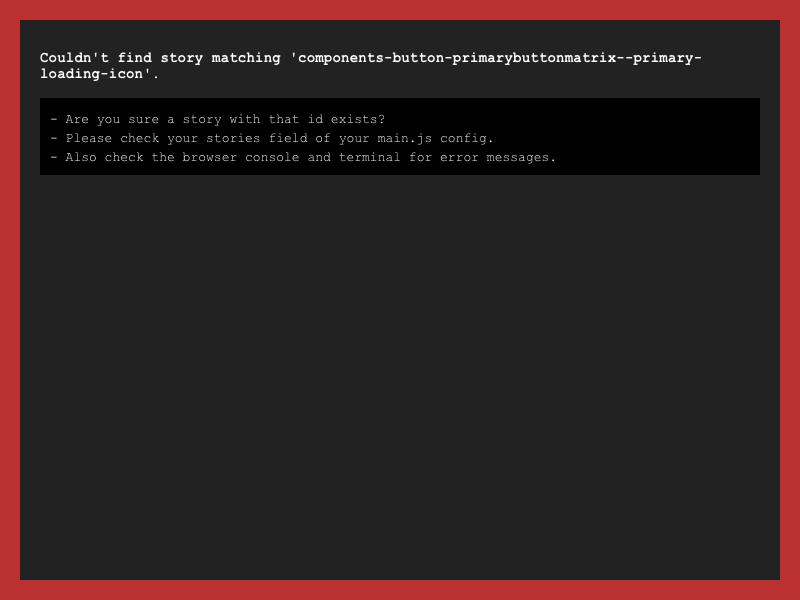 Couldn't find story matching 'components-button-primarybuttonmatrix--primary-
loading-icon'.
- Are you sure a story with that id exists?
- Please check your stories field of your main.js config.
- Also check the browser console and terminal for error messages.